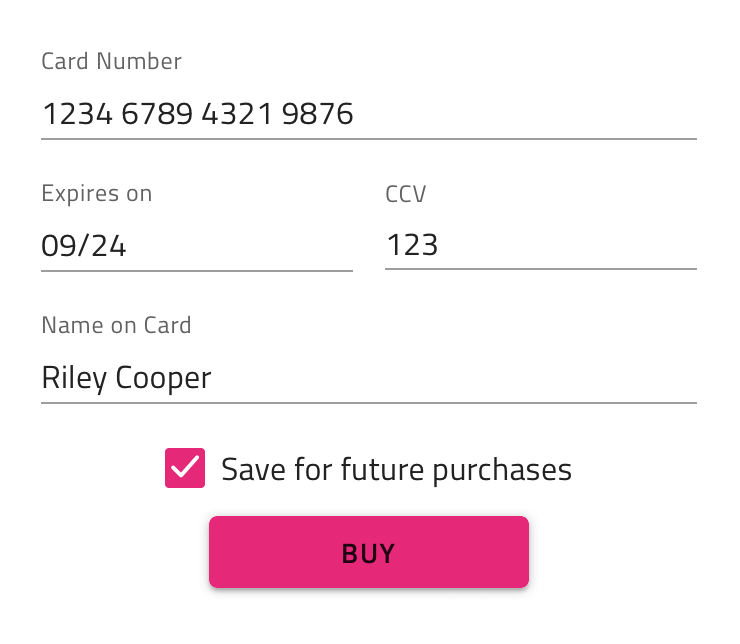 Card Number
1234 6789 4321 9876
Expires on
CCV
09/24
123
Name on Card
Riley Cooper
Save for future purchases
BUY